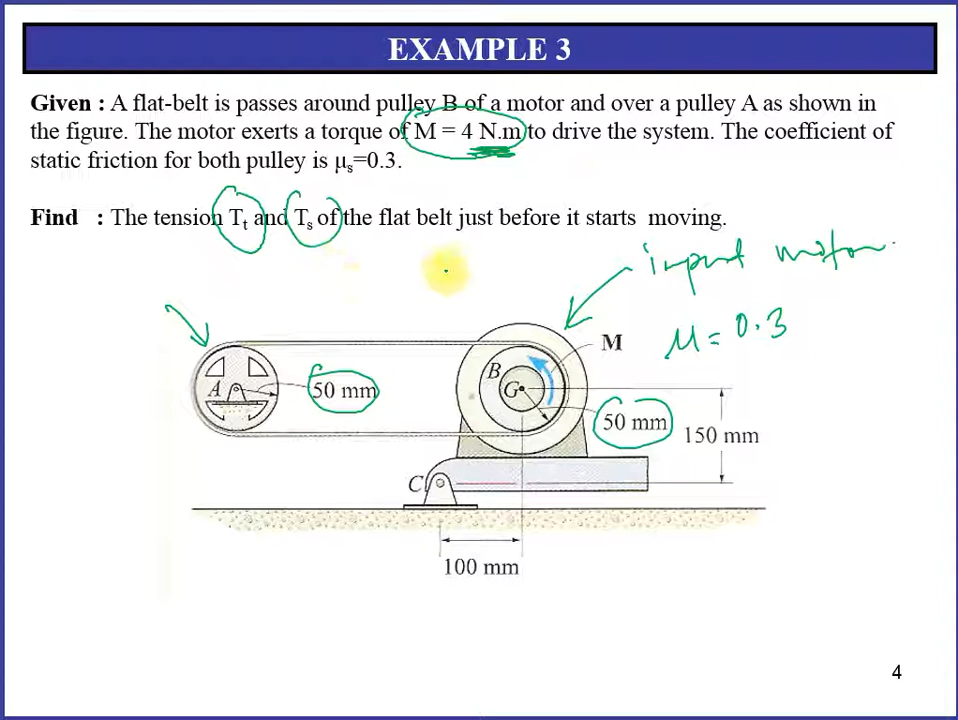 EXAMPLE 3
Given : A flat-belt is passes around pulley B of a motor and over a pulley A as shown in
the figure. The motor exerts a torque of M = 4 N.m to drive the system. The coefficient of
static friction for both pulley is μs=0.3.
Find : The tension Tt and Ts of the flat belt just before it starts moving.
input motor
M
μ = 0.3
B
A
50 mm
G
50 mm
150 mm
C
100 mm
4